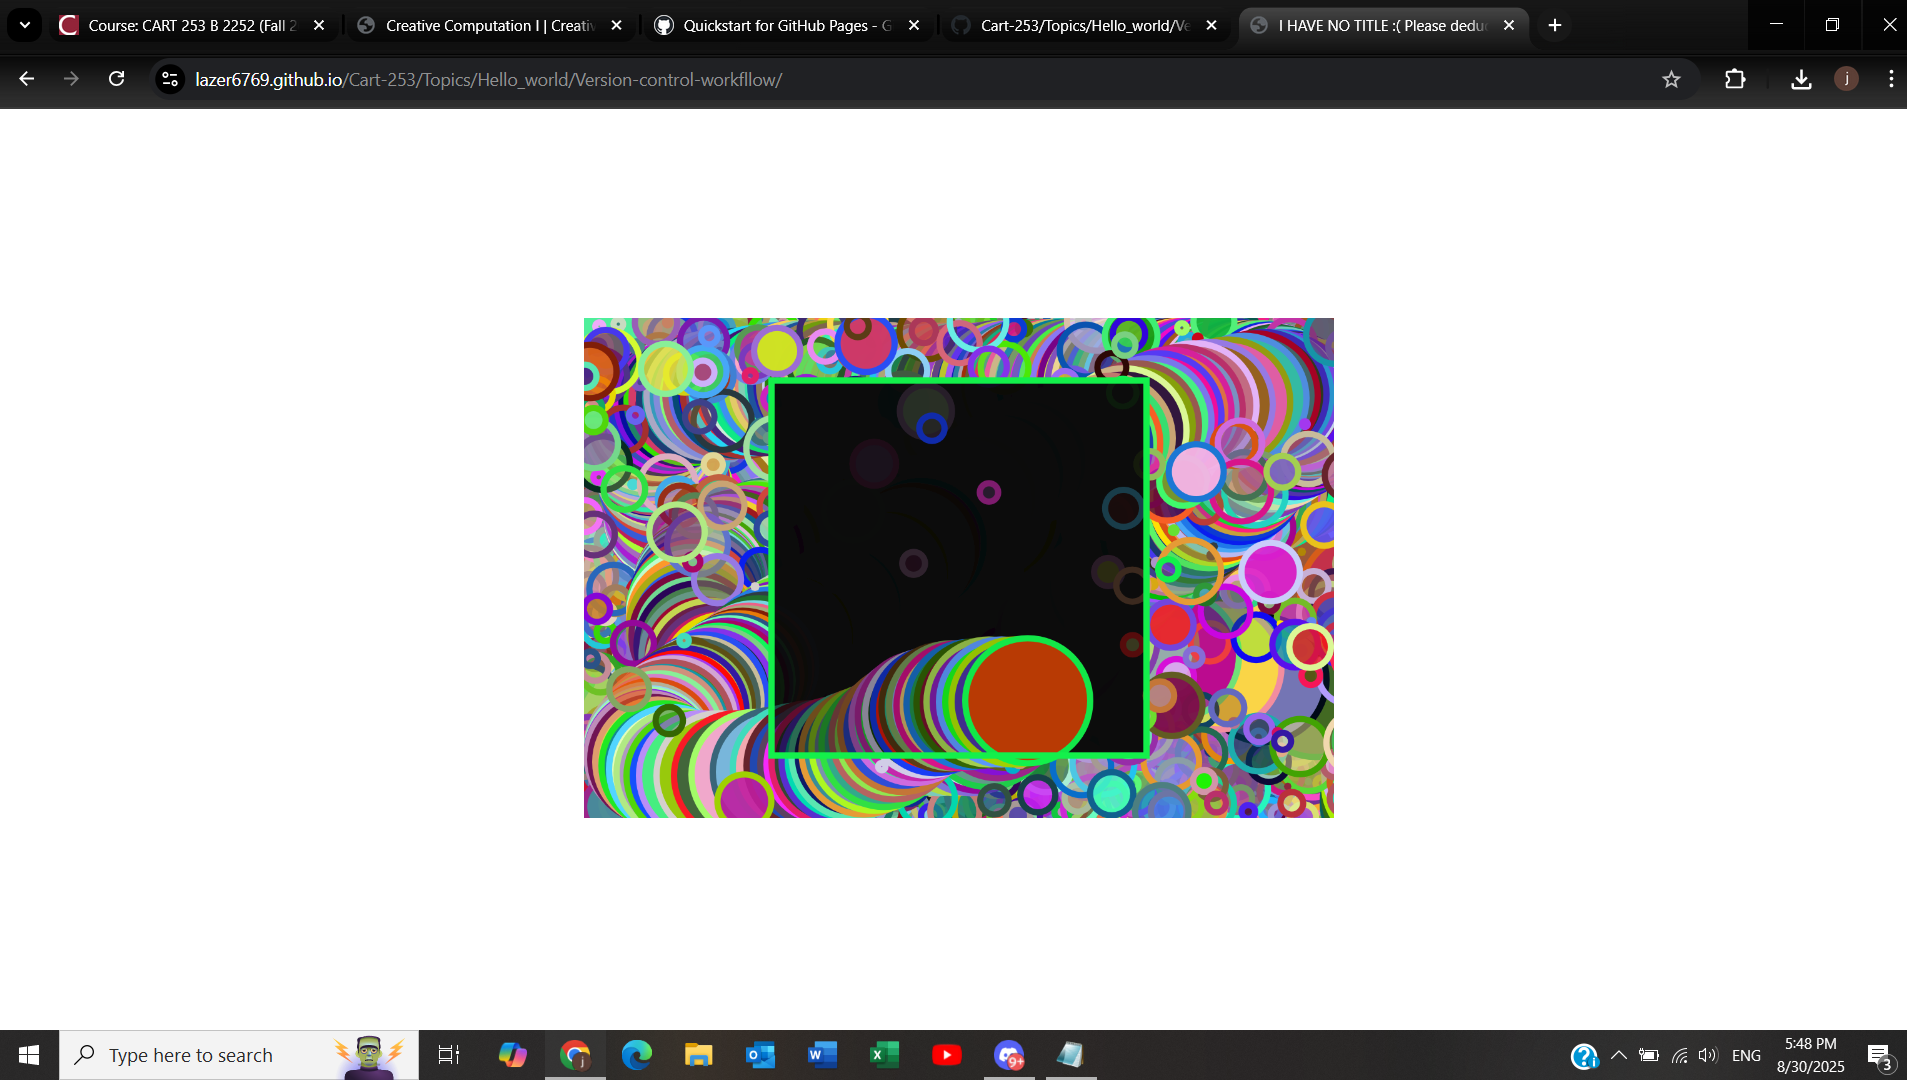 Course: CART 253 B 2252 (Fall 2
Creative Computation I | Creativ
Quickstart for GitHub Pages - G
Cart-253/Topics/Hello_world/Ve
I HAVE NO TITLE :( Please dedu
lazer6769.github.io/Cart-253/Topics/Hello_world/Version-control-workfllow/
j
Type here to search
j
9+
ENG
5:48 PM
8/30/2025
3